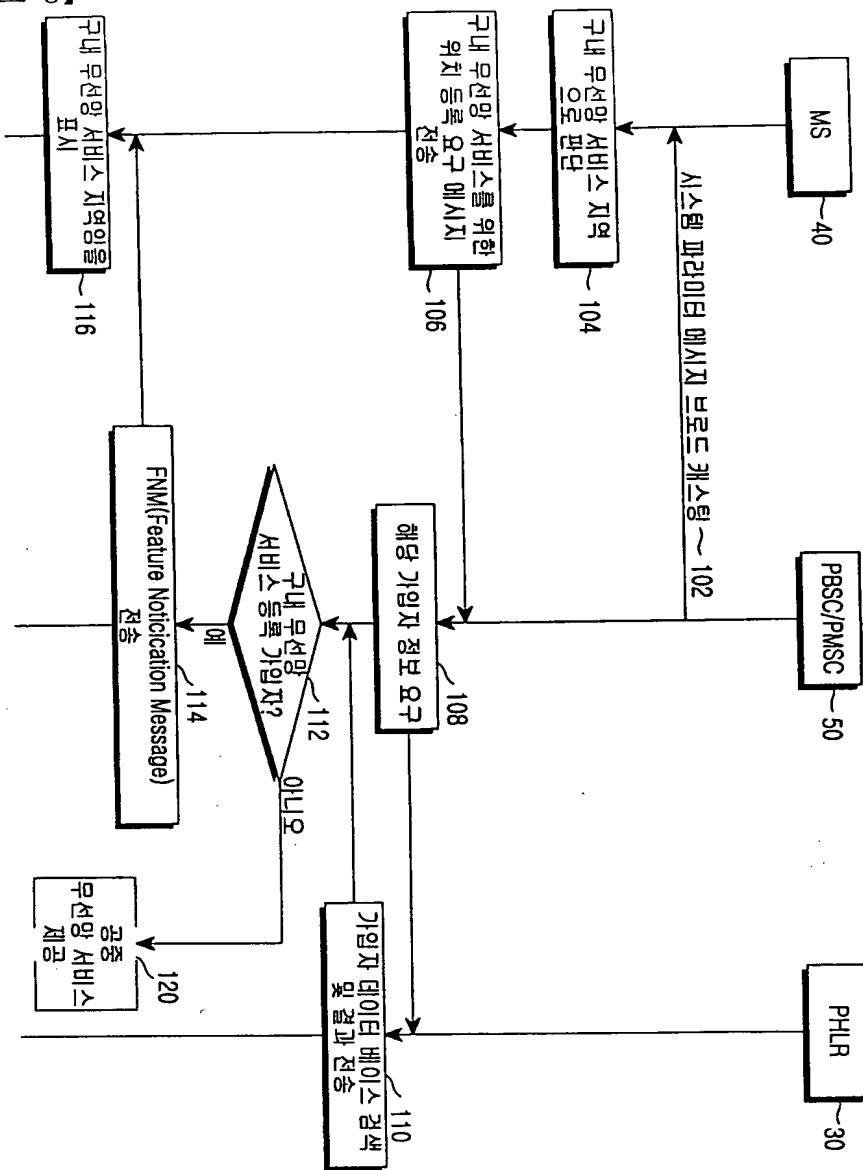 MS
40
PBSC/PMSC
50
PHLR
30
시스템 파라미터 메시지 브로드 캐스팅
102
구내 무선망 서비스 지역
으로 판단
104
구내 무선망 서비스를 위한
위치 등록 요구 메시지
전송
106
해당 가입자 정보 요구
108
가입자 데이터 베이스 검색
및 결과 전송
110
구내 무선망
서비스 등록 가입자?
112
예
아니오
FNM(Feature Noticication Message)
전송
114
구내 무선망 서비스 지역임을
표시
116
공중
무선망 서비스
제공
120